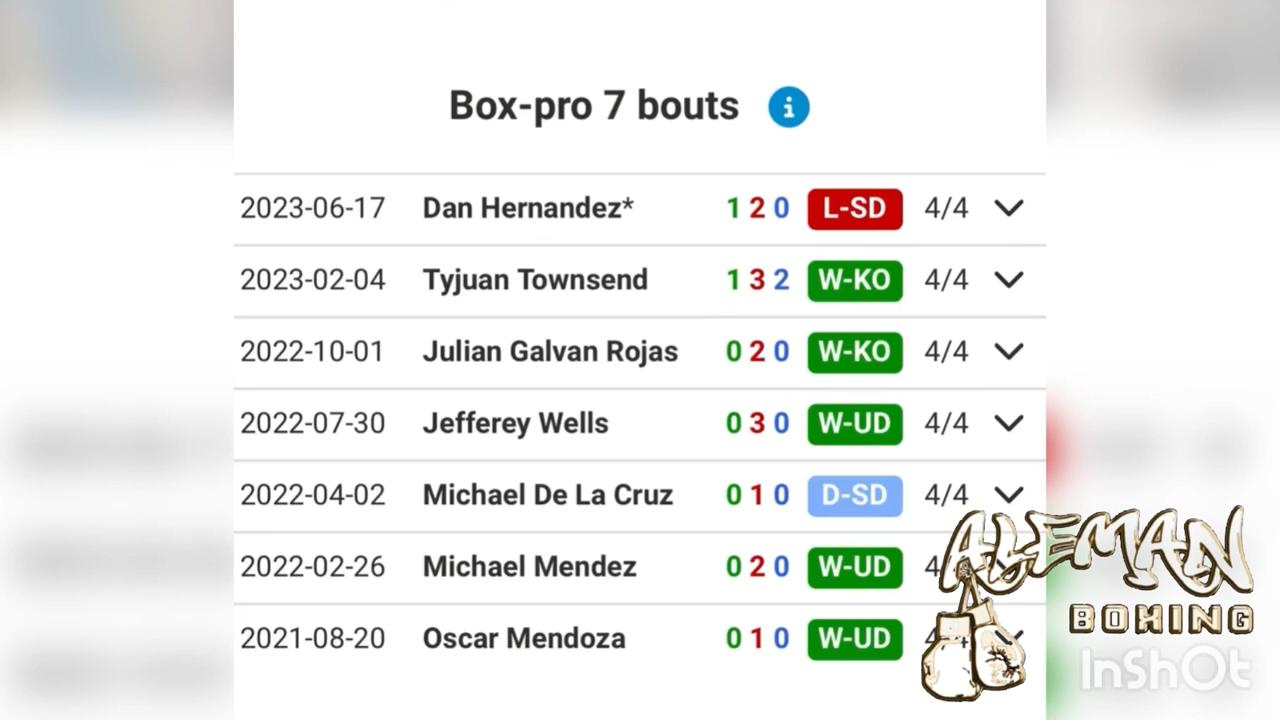 Box-pro 7 bouts i
2023-06-17 Dan Hernandez* 1 2 0 L-SD 4/4
2023-02-04 Tyjuan Townsend 1 3 2 W-KO 4/4
2022-10-01 Julian Galvan Rojas 0 2 0 W-KO 4/4
2022-07-30 Jefferey Wells 0 3 0 W-UD 4/4
2022-04-02 Michael De La Cruz 0 1 0 D-SD 4/4
2022-02-26 Michael Mendez 0 2 0 W-UD
2021-08-20 Oscar Mendoza 0 1 0 W-UD
ALEMAN
BOXING
InShOt